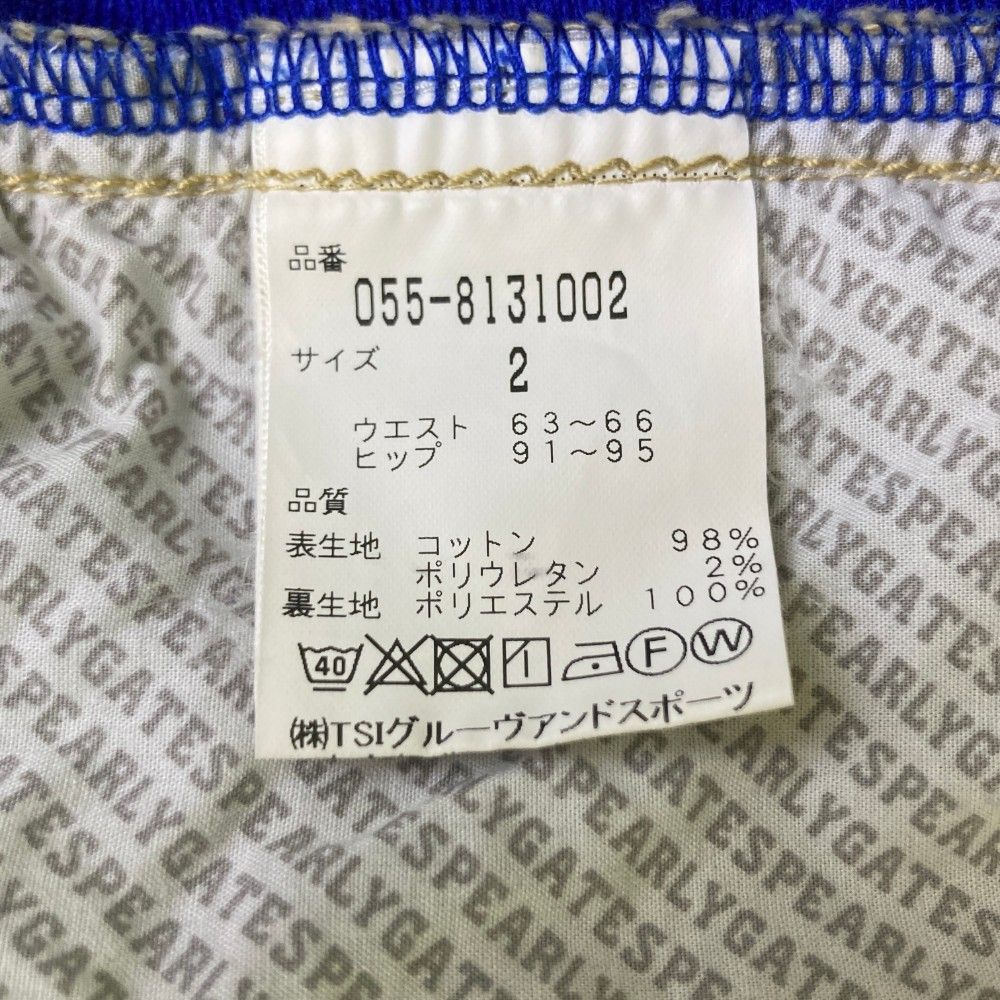 品番
055-8131002
サイズ 2
ウエスト 63〜66
ヒップ 91〜95
品質
表生地 コットン 98%
ポリウレタン 2%
裏生地 ポリエステル 100%
40 1 F W
㈱TSIグルーヴァンドスポーツ
PEARLYGATES